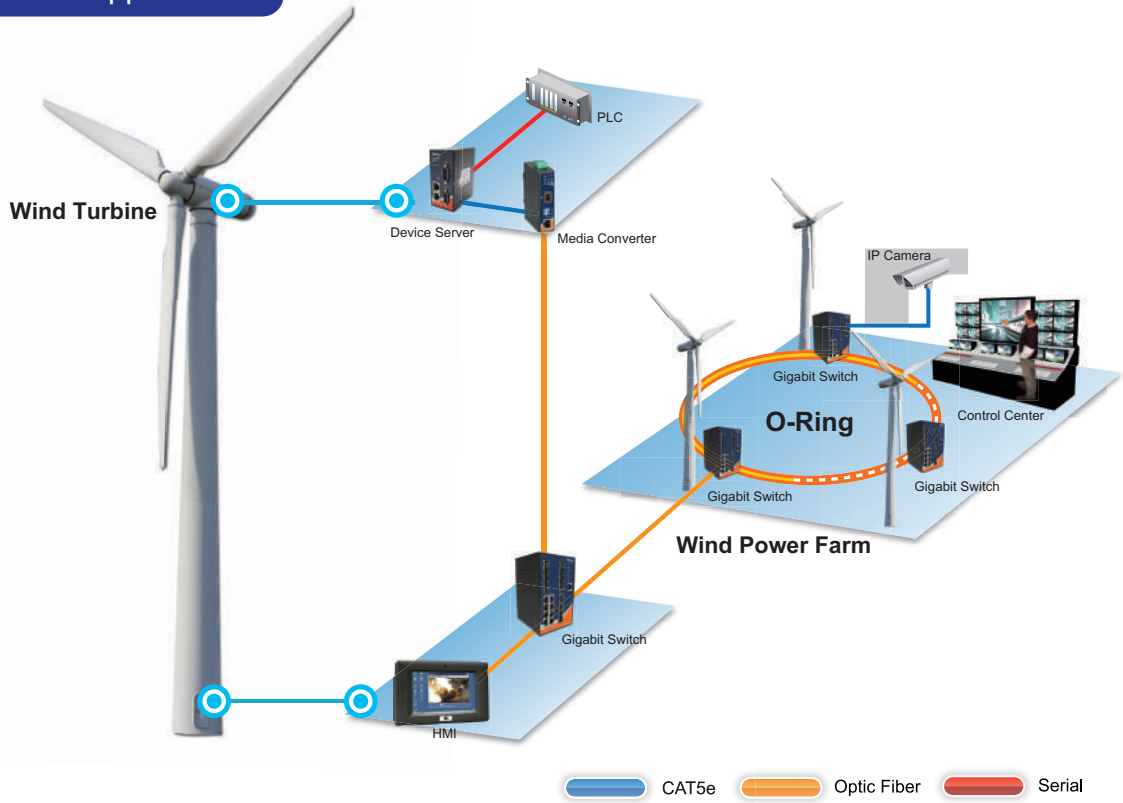 PLC
Wind Turbine
Device Server
Media Converter
IP Camera
Gigabit Switch
Control Center
O-Ring
Gigabit Switch
Gigabit Switch
Wind Power Farm
Gigabit Switch
HMI
CAT5e
Optic Fiber
Serial